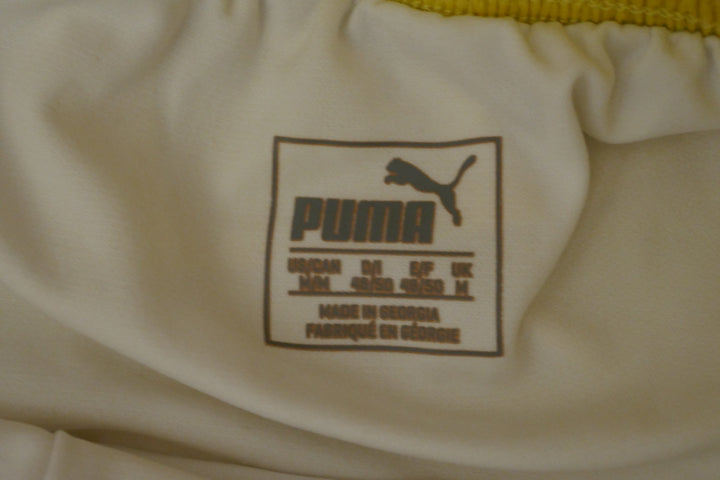 PUMA
US/CAN D/I E/F UK
M/M 48/50 48/50 M
MADE IN GEORGIA
FABRIQUÉ EN GÉORGIE